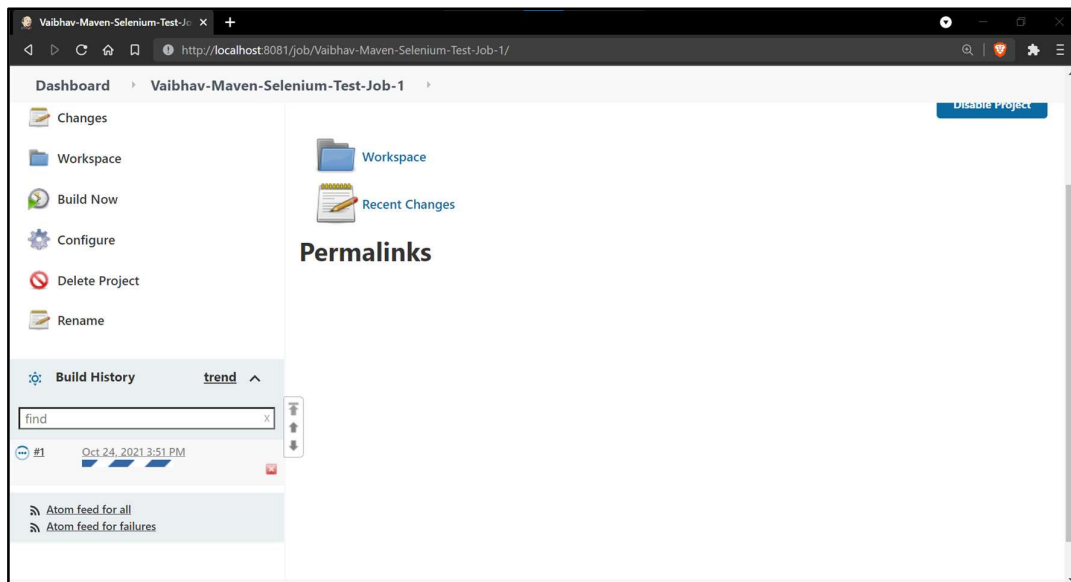 Vaibhav-Maven-Selenium-Test-Jo
http://localhost:8081/job/Vaibhav-Maven-Selenium-Test-Job-1/
Dashboard Vaibhav-Maven-Selenium-Test-Job-1
Changes
Workspace
Build Now
Configure
Delete Project
Rename
Build History trend
find X
#1 Oct 24, 2021 3:51 PM
Atom feed for all
Atom feed for failures
Disable Project
Workspace
Recent Changes
Permalinks